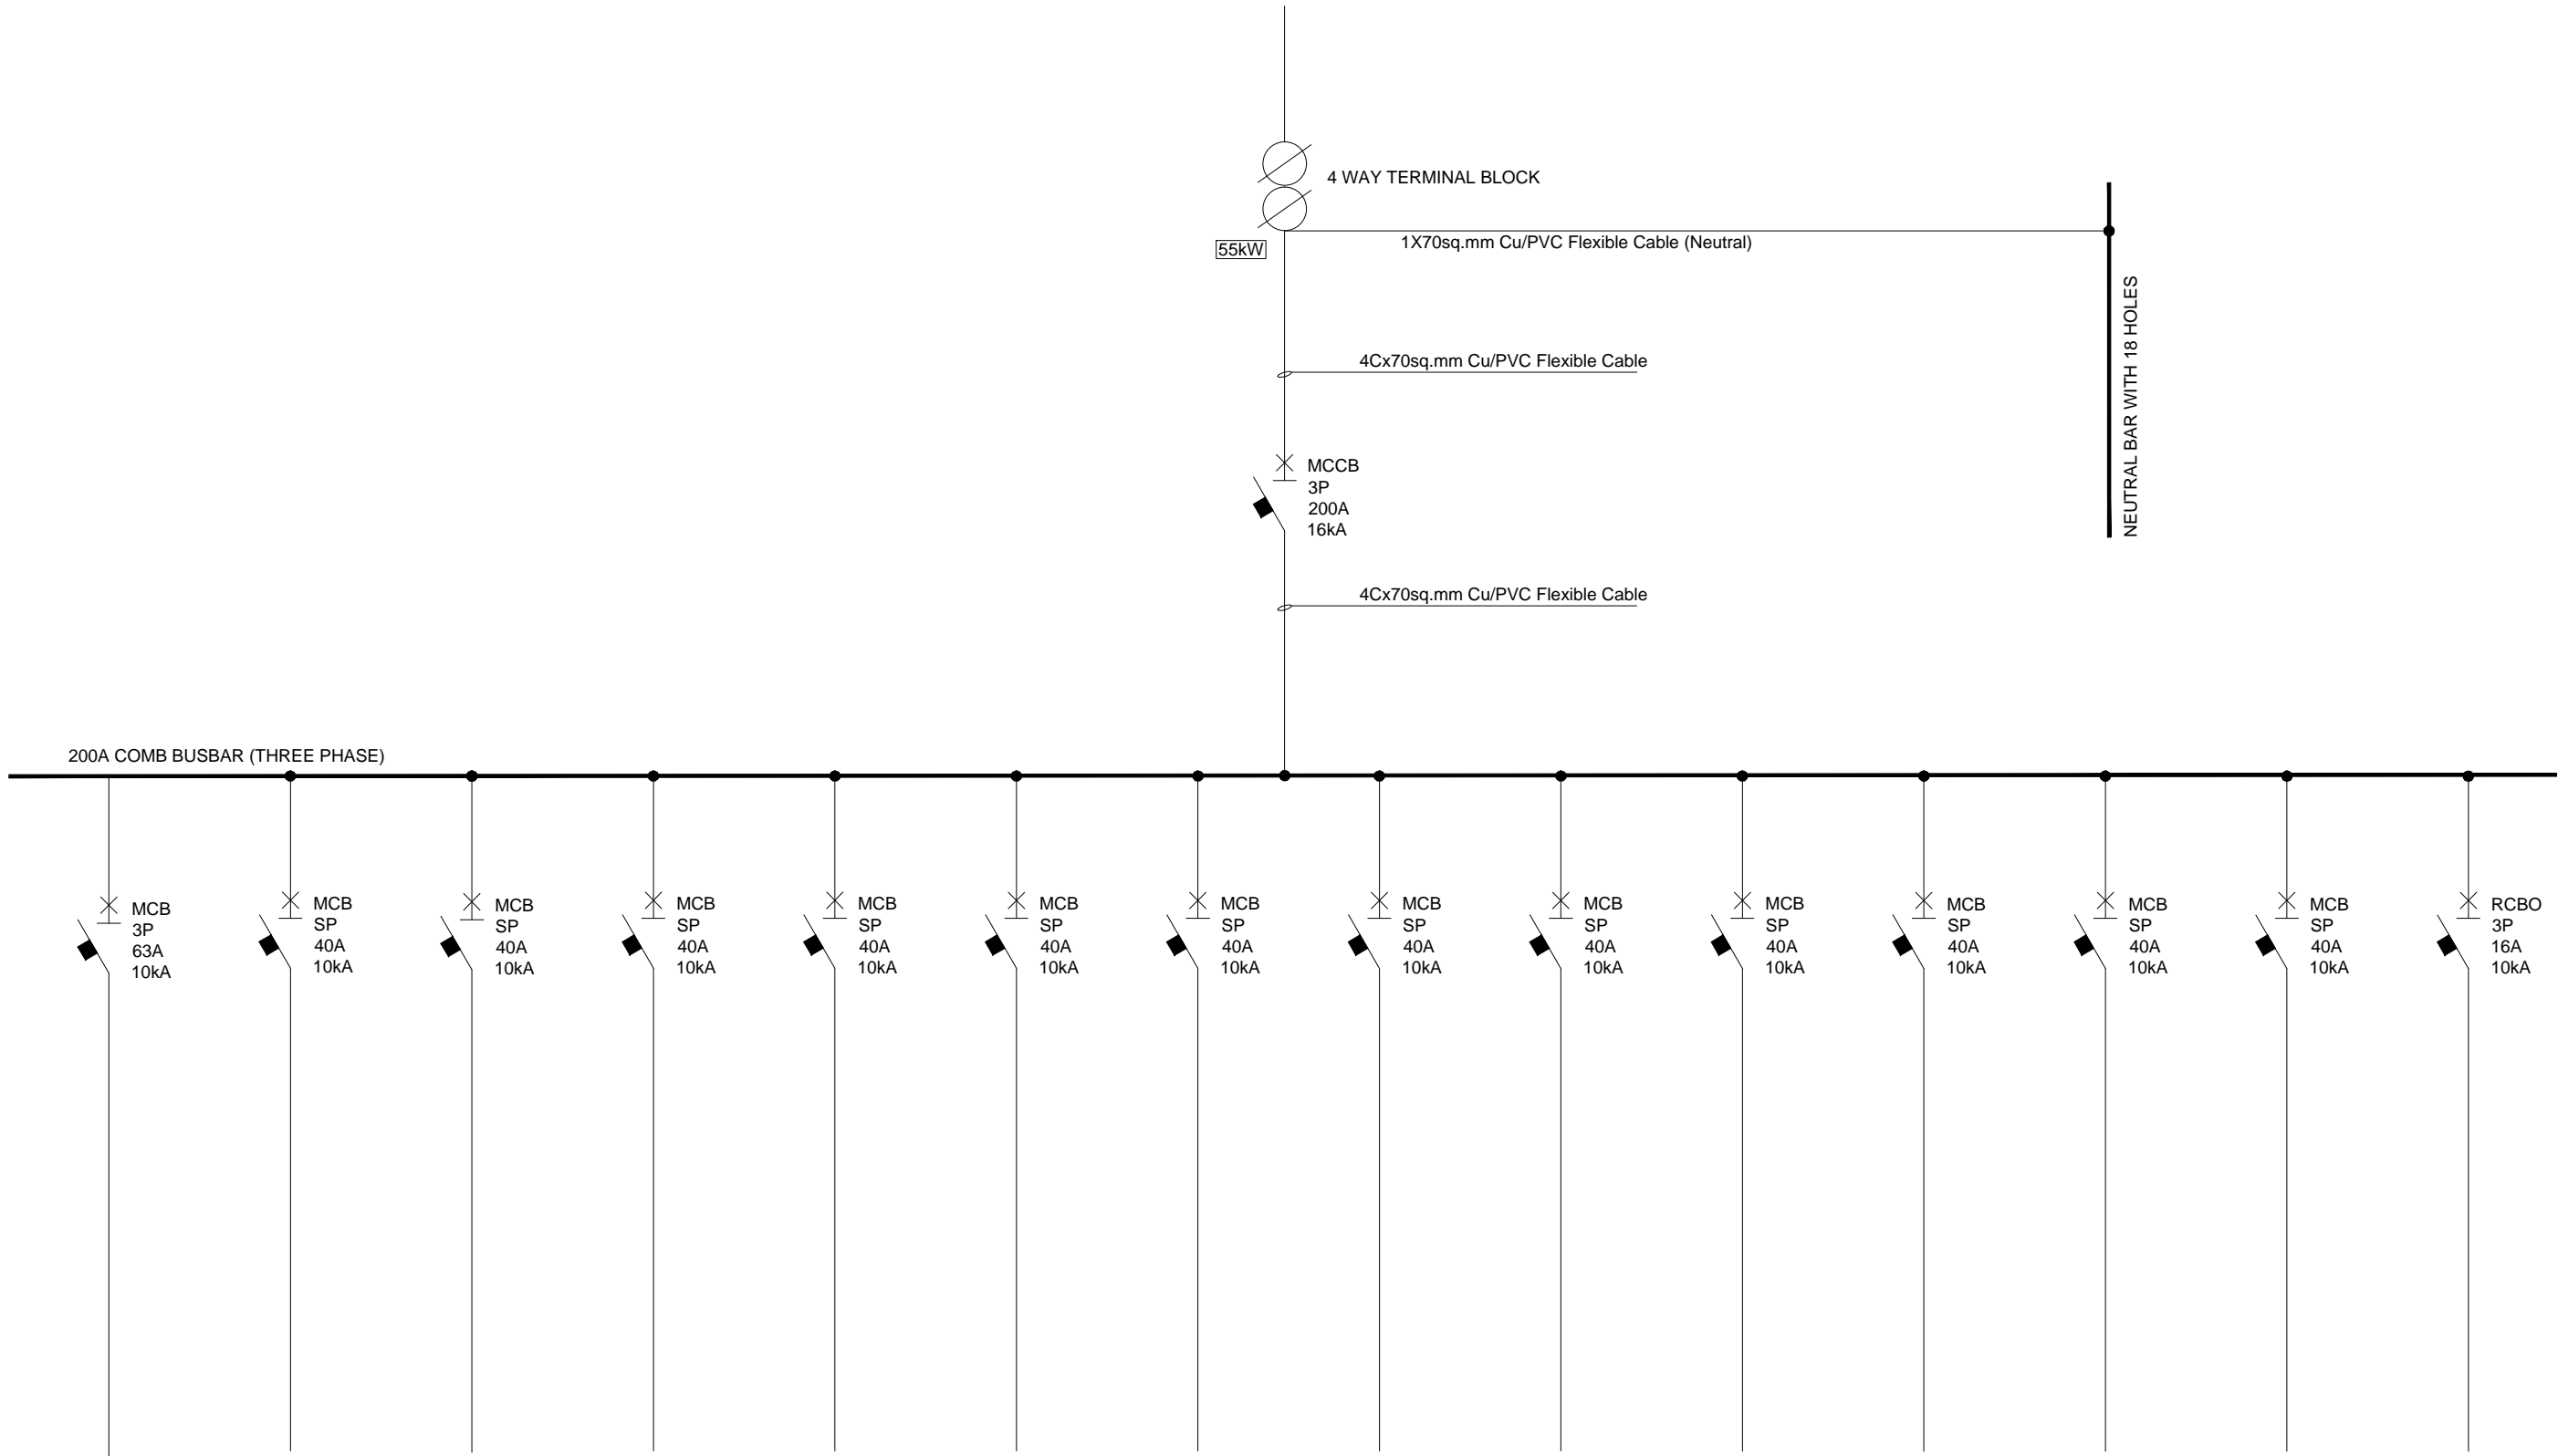 4 WAY TERMINAL BLOCK
1X70sq.mm Cu/PVC Flexible Cable (Neutral)
55kW
NEUTRAL BAR WITH 18 HOLES
4Cx70sq.mm Cu/PVC Flexible Cable
MCCB
3P
200A
16kA
4Cx70sq.mm Cu/PVC Flexible Cable
200A COMB BUSBAR (THREE PHASE)
MCB
3P
63A
10kA
MCB
SP
40A
10kA
MCB
SP
40A
10kA
MCB
SP
40A
10kA
MCB
SP
40A
10kA
MCB
SP
40A
10kA
MCB
SP
40A
10kA
MCB
SP
40A
10kA
MCB
SP
40A
10kA
MCB
SP
40A
10kA
MCB
SP
40A
10kA
MCB
SP
40A
10kA
MCB
SP
40A
10kA
RCBO
3P
16A
10kA